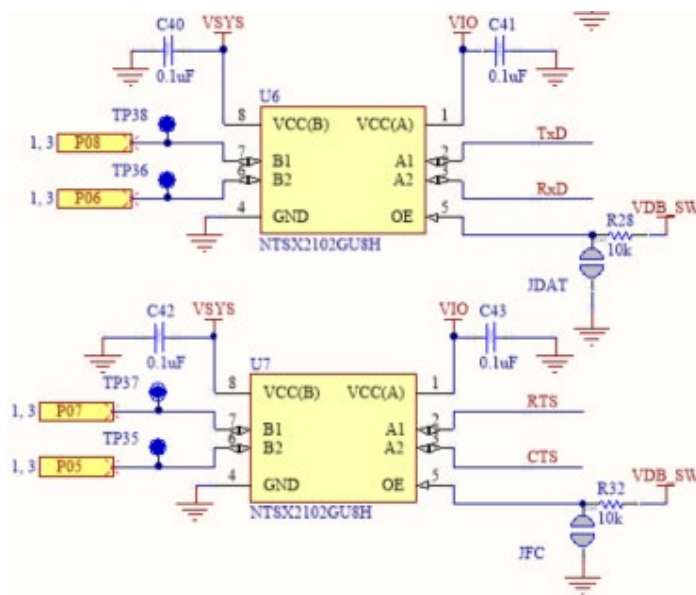 C40 VSYS VIO C41
0.1uF 0.1uF
U6
TP38 8 VCC(B) VCC(A) 1
1, 3 P08 7 B1 A1 2 TxD
TP36 6 B2 A2 3 RxD
1, 3 P06
4 GND OE 5 VDB_SW
NTSX2102GU8H R28
10k
JDAT
C42 VSYS VIO C43
0.1uF 0.1uF
U7
TP37 8 VCC(B) VCC(A) 1
1, 3 P07 7 B1 A1 2 RTS
TP35 6 B2 A2 3 CTS
1, 3 P05
4 GND OE 5 VDB_SW
NTSX2102GU8H R32
10k
JFC